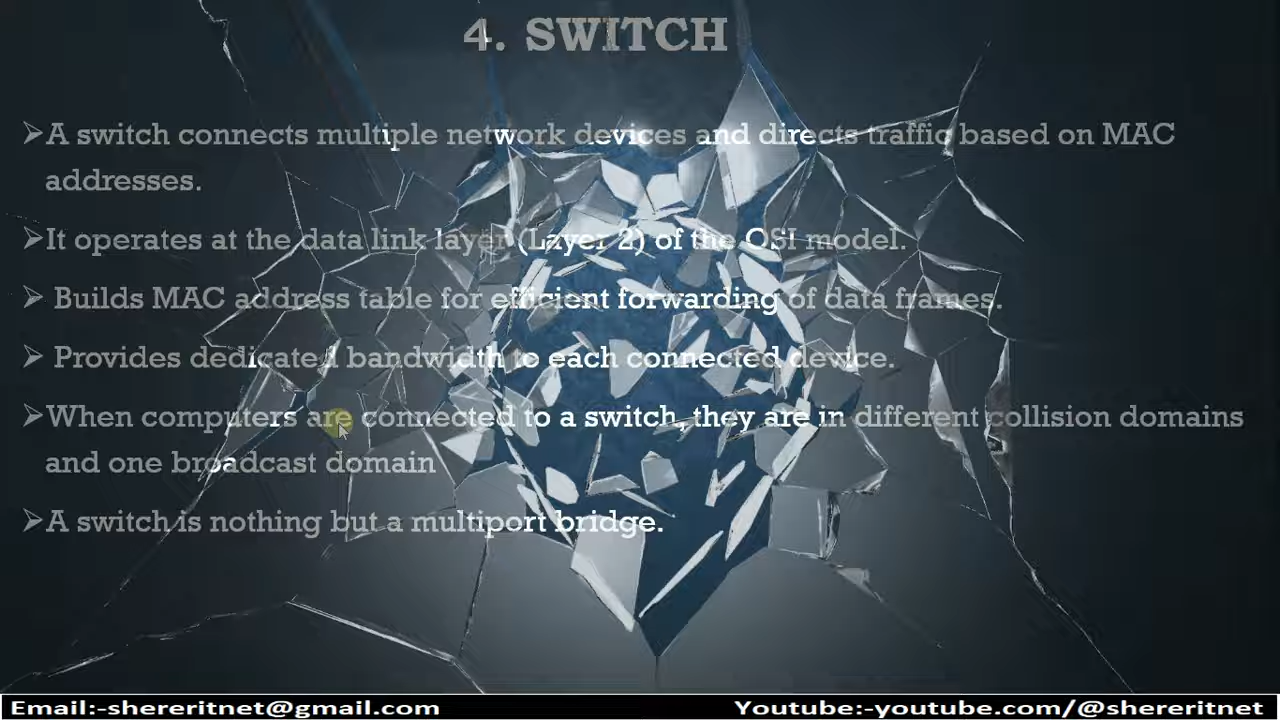 4. SWITCH
➢A switch connects multiple network devices and directs traffic based on MAC
addresses.
➢It operates at the data link layer (Layer 2) of the OSI model.
➢ Builds MAC address table for efficient forwarding of data frames.
➢ Provides dedicated bandwidth to each connected device.
➢When computers are connected to a switch, they are in different collision domains
and one broadcast domain
➢A switch is nothing but a multiport bridge.
Email:-shereritnet@gmail.com
Youtube:-youtube.com/@shereritnet